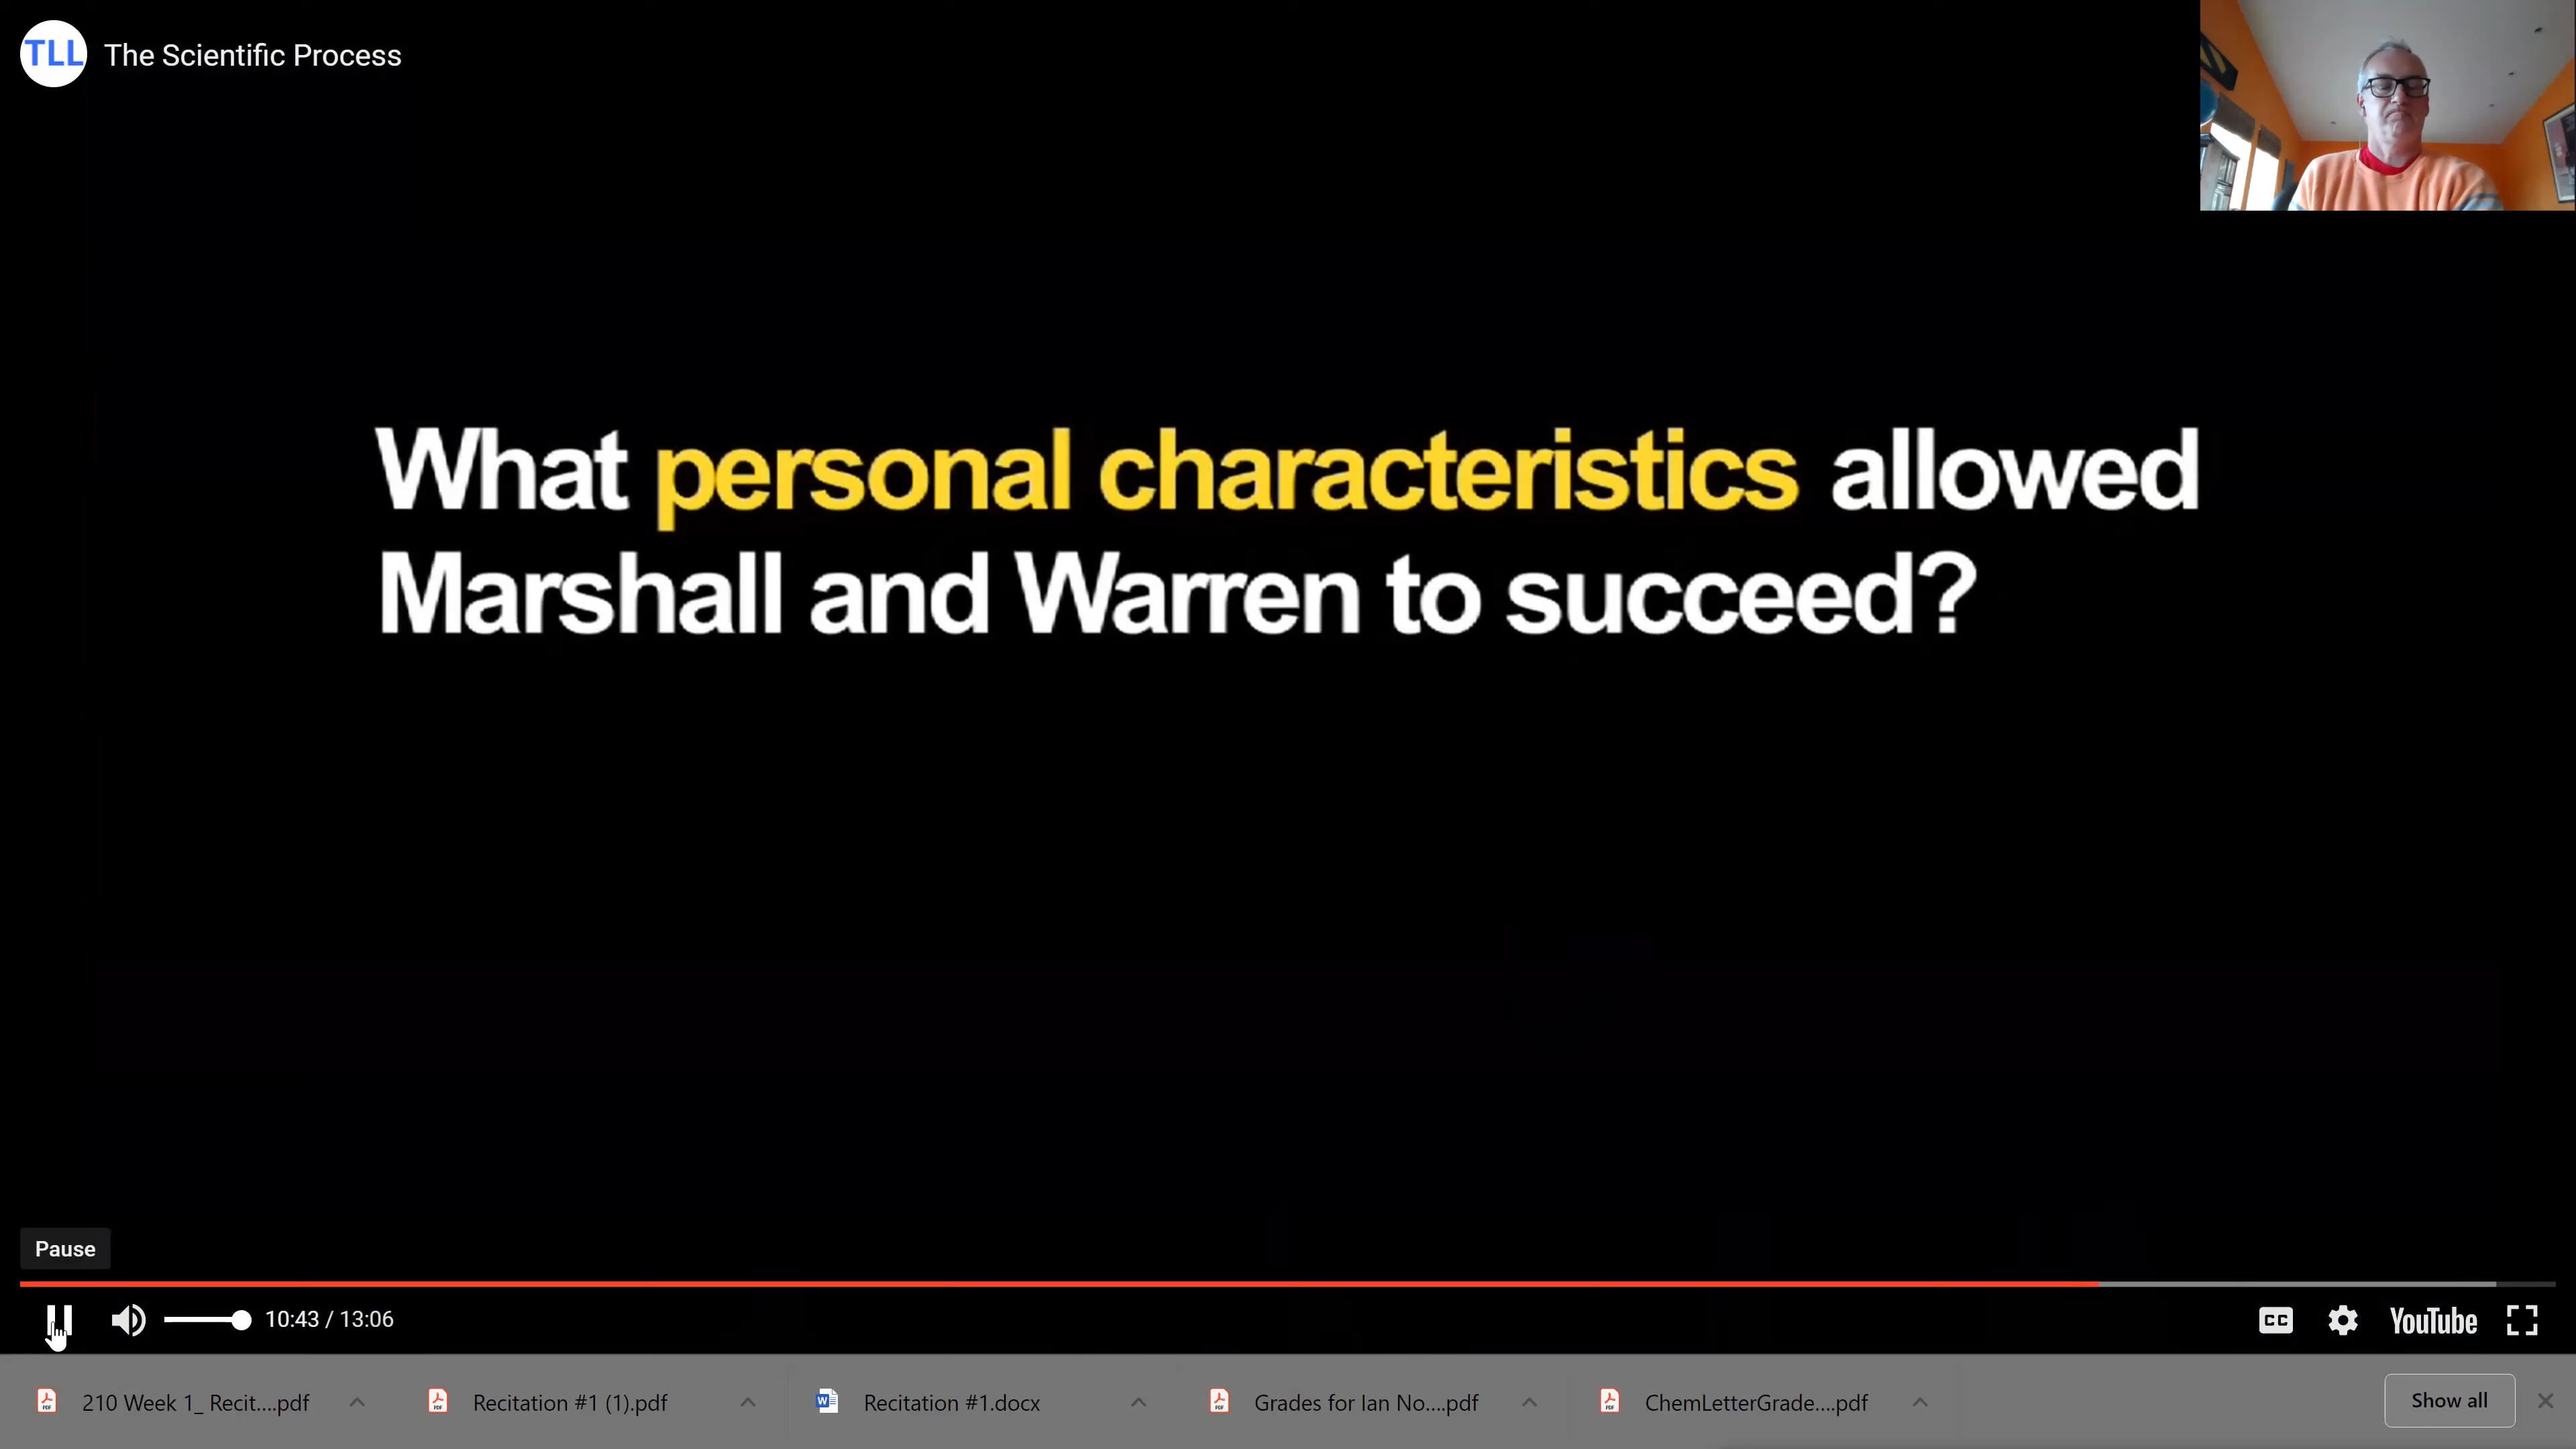 TLL The Scientific Process
What personal characteristics allowed
Marshall and Warren to succeed?
Pause
10:43 / 13:06
CC
YouTube
210 Week 1_ Recit....pdf
Recitation #1 (1).pdf
Recitation #1.docx
Grades for Ian No....pdf
ChemLetterGrade....pdf
Show all